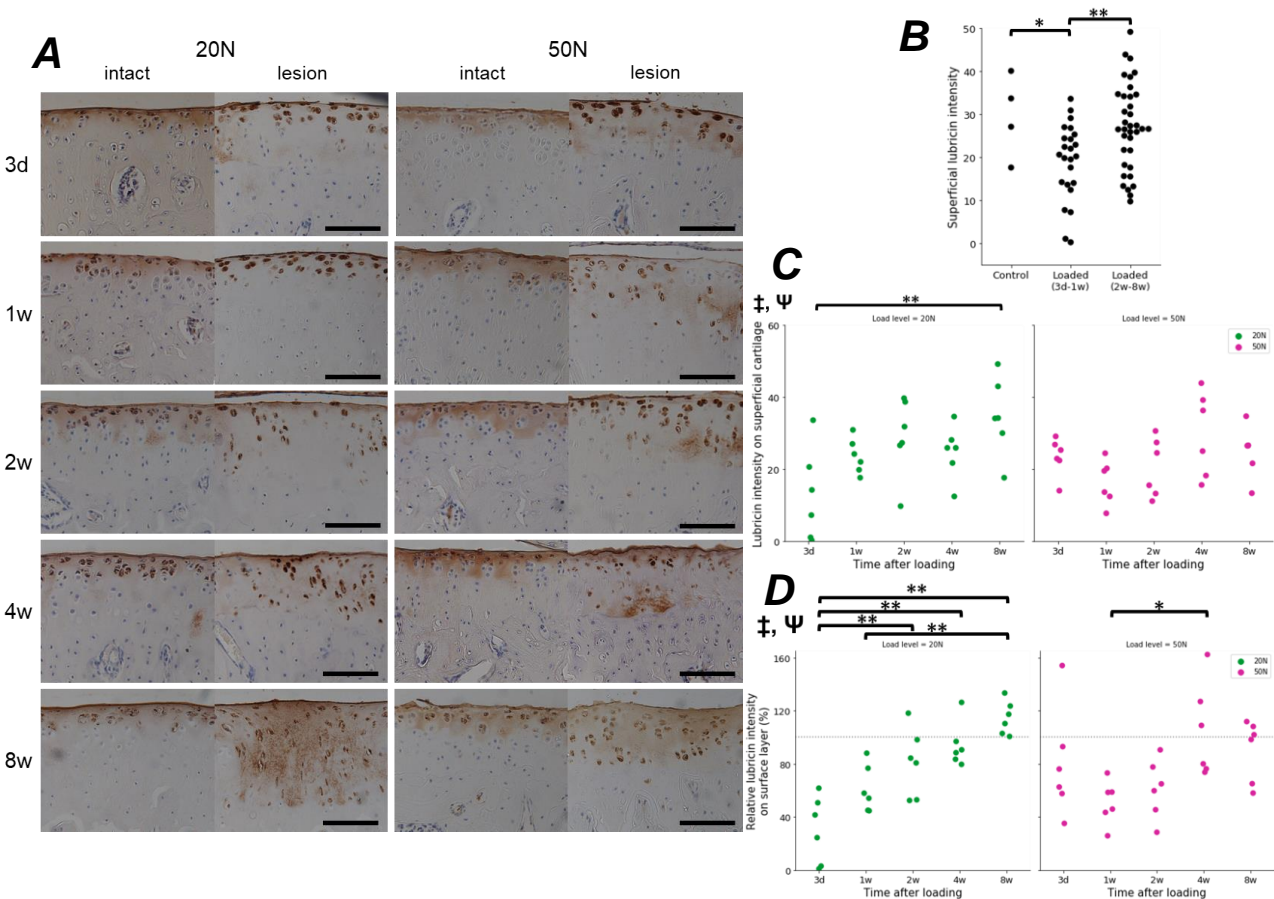 A
20N
50N
intact
lesion
intact
lesion
3d
1w
2w
4w
8w
B
*
**
Superficial lubricin intensity
50
40
30
20
10
0
Control
Loaded
(3d-1w)
Loaded
(2w-8w)
C
‡, Ψ
**
Load level = 20N
Load level = 50N
20N
50N
Lubricin intensity on superficial cartilage
60
40
20
0
3d 1w 2w 4w 8w
3d 1w 2w 4w 8w
Time after loading
Time after loading
D
‡, Ψ
**
**
**
**
*
Load level = 20N
Load level = 50N
20N
50N
Relative lubricin intensity
on surface layer (%)
160
120
80
40
0
3d 1w 2w 4w 8w
3d 1w 2w 4w 8w
Time after loading
Time after loading